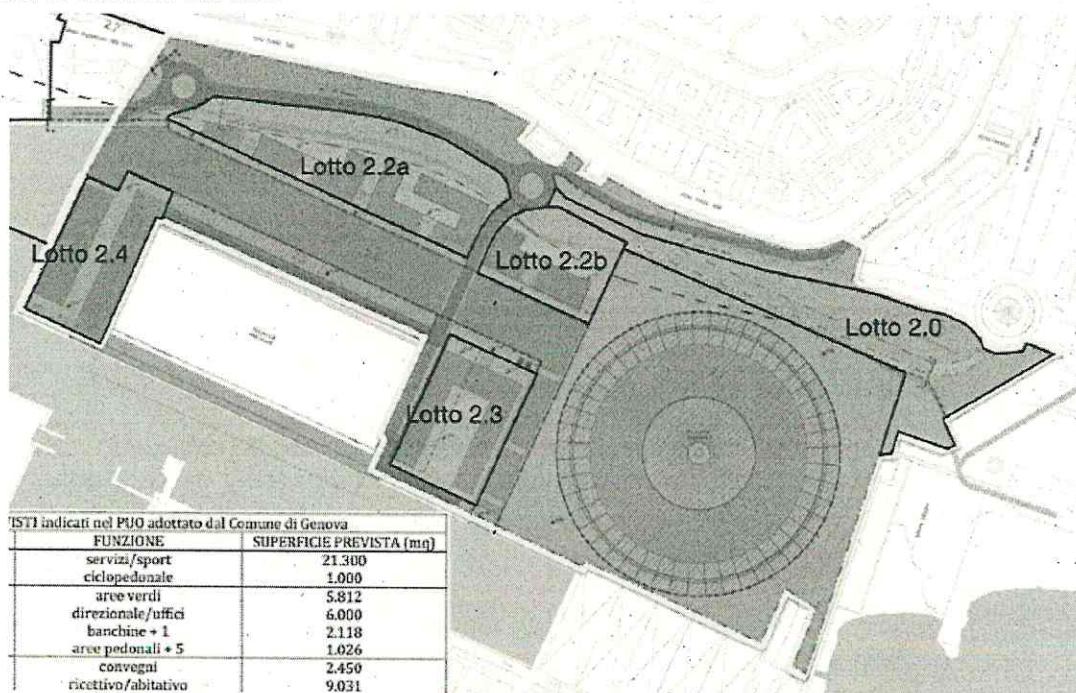 27
Lotto 2.2a
Lotto 2.4
Lotto 2.2b
Lotto 2.0
Lotto 2.3
ISTI indicati nel PUO adottato dal Comune di Genova
FUNZIONE SUPERFICIE PREVISTA (mq)
servizi/sport 21.300
ciclopedonale 1.000
aree verdi 5.812
direzionale/uffici 6.000
banchine + 1 2.118
aree pedonali + 5 1.026
convegni 2.450
ricettivo/abitativo 9.031